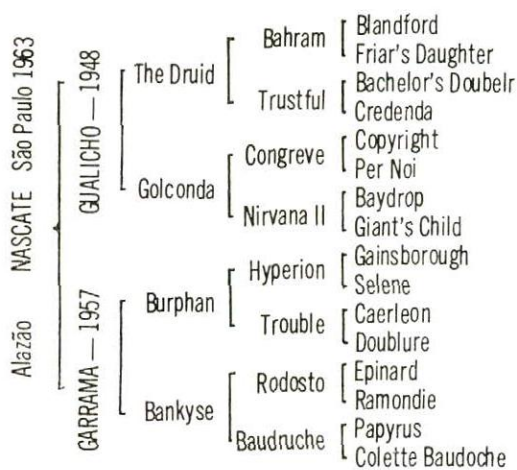 Alazão NASCATE São Paulo 1963
GUALICHO — 1948
GARRAMA — 1957
The Druid
Golconda
Burphan
Bankyse
Bahram
Trustful
Congreve
Nirvana II
Hyperion
Trouble
Rodosto
Baudruche
Blandford
Friar's Daughter
Bachelor's Doubelr
Credenda
Copyright
Per Noi
Baydrop
Giant's Child
Gainsborough
Selene
Caerleon
Doublure
Epinard
Ramondie
Papyrus
Colette Baudoche